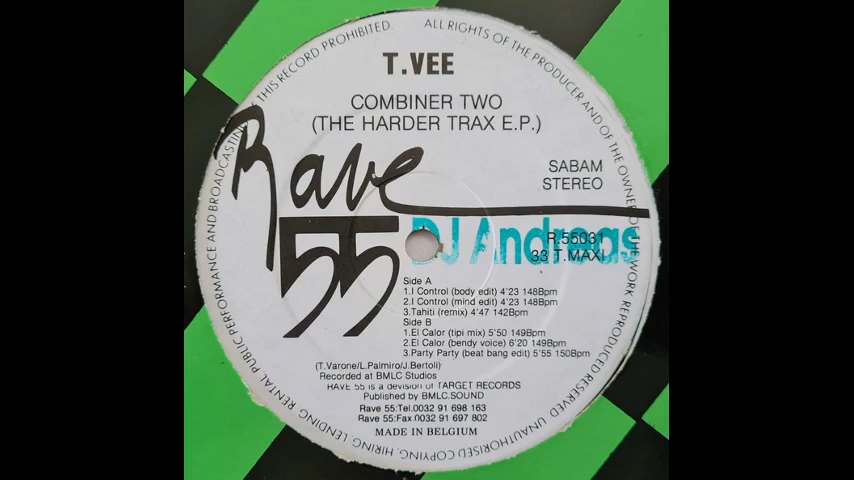 ALL RIGHTS OF THE PRODUCER AND OF THE OWNER OF THE WORK REPRODUCED RESERVED UNAUTHORISED COPYING, HIRING, LENDING, RENTAL PUBLIC PERFORMANCE AND BROADCASTING OF THIS RECORD PROHIBITED.
T.VEE
COMBINER TWO
(THE HARDER TRAX E.P.)
Rave
55
SABAM
STEREO
DJ Andreas
R.55031
33 T.MAXI
Side A
1.I Control (body edit) 4'23 148Bpm
2.I Control (mind edit) 4'23 148Bpm
3.Tahiti (remix) 4'47 142Bpm
Side B
1.El Calor (tipi mix) 5'50 149Bpm
2.El Calor (bendy voice) 6'20 149Bpm
3.Party Party (beat bang edit) 5'55 150Bpm
(T.Varone/L.Palmiro/J.Bertoli)
Recorded at BMLC Studios
RAVE 55 is a division of TARGET RECORDS
Published by BMLC.SOUND
Rave 55:Tel.0032 91 698 163
Rave 55:Fax.0032 91 697 802
MADE IN BELGIUM